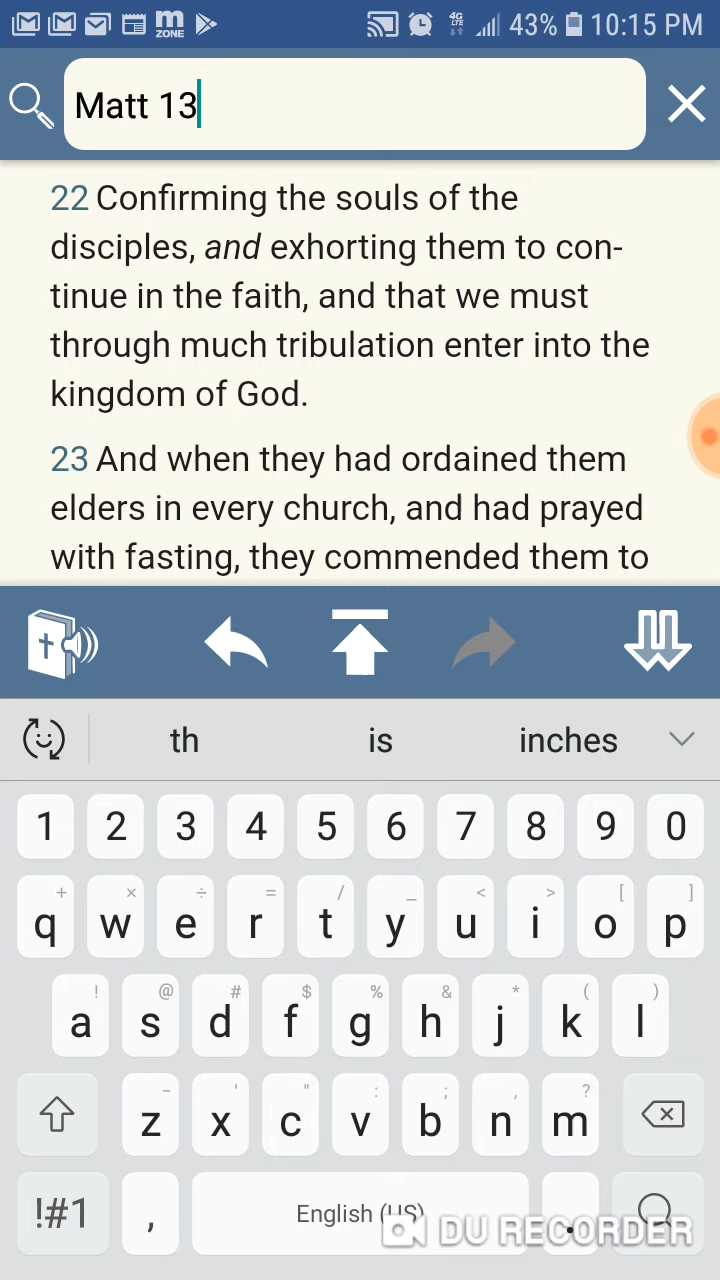 m ZONE 4G LTE 43% 10:15 PM
Matt 13
22 Confirming the souls of the
disciples, and exhorting them to con-
tinue in the faith, and that we must
through much tribulation enter into the
kingdom of God.
23 And when they had ordained them
elders in every church, and had prayed
with fasting, they commended them to
th is inches
1 2 3 4 5 6 7 8 9 0
+ × ÷ = / _ < > [ ]
q w e r t y u i o p
! @ # $ % & * ( )
a s d f g h j k l
- ' " : ; , ?
z x c v b n m
!#1 , English (US) .
DU RECORDER